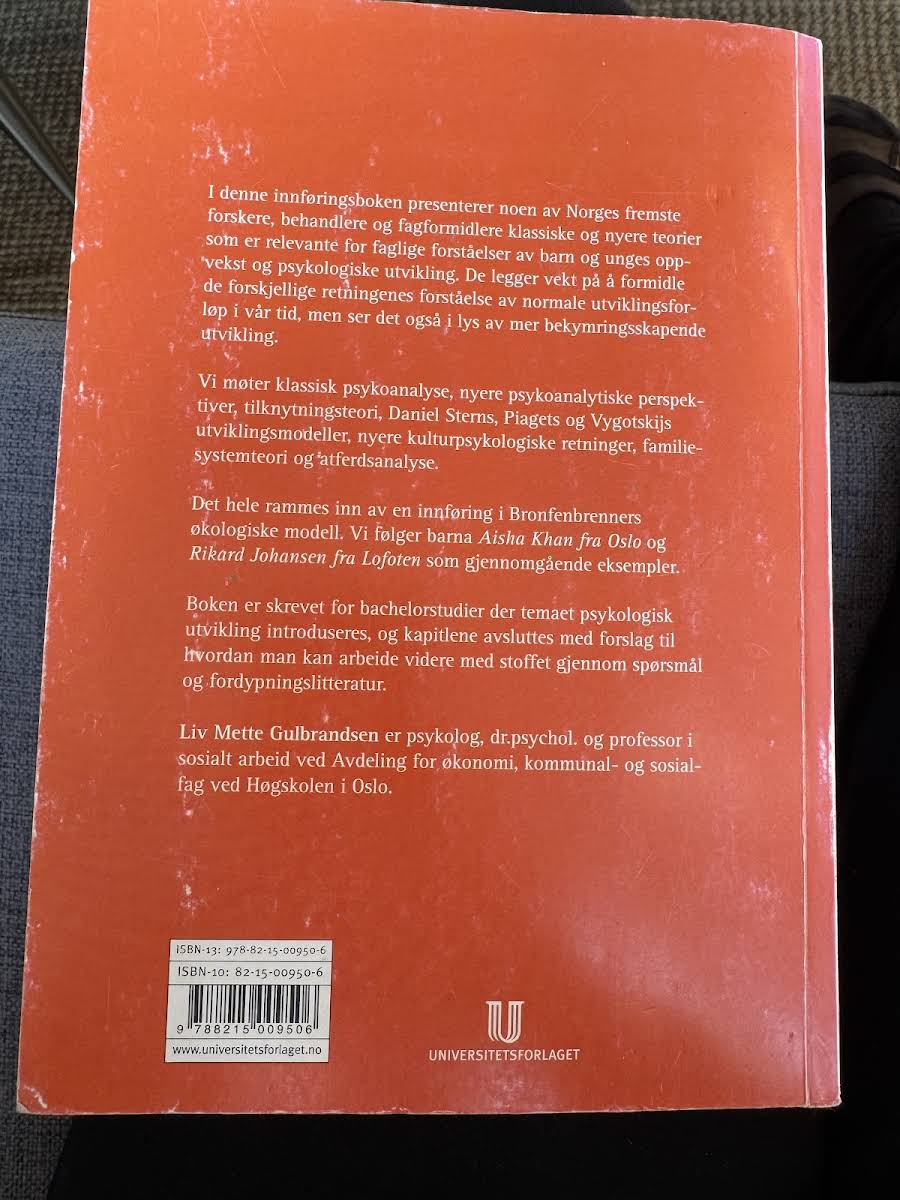 I denne innføringsboken presenterer noen av Norges fremste
forskere, behandlere og fagformidlere klassiske og nyere teorier
som er relevante for faglige forståelser av barn og unges opp-
vekst og psykologiske utvikling. De legger vekt på å formidle
de forskjellige retningenes forståelse av normale utviklingsfor-
løp i vår tid, men ser det også i lys av mer bekymringsskapende
utvikling.
Vi møter klassisk psykoanalyse, nyere psykoanalytiske perspek-
tiver, tilknytningsteori, Daniel Sterns, Piagets og Vygotskijs
utviklingsmodeller, nyere kulturpsykologiske retninger, familie-
systemteori og atferdsanalyse.
Det hele rammes inn av en innføring i Bronfenbrenners
økologiske modell. Vi følger barna Aisha Khan fra Oslo og
Rikard Johansen fra Lofoten som gjennomgående eksempler.
Boken er skrevet for bachelorstudier der temaet psykologisk
utvikling introduseres, og kapitlene avsluttes med forslag til
hvordan man kan arbeide videre med stoffet gjennom spørsmål
og fordypningslitteratur.
Liv Mette Gulbrandsen er psykolog, dr.psychol. og professor i
sosialt arbeid ved Avdeling for økonomi, kommunal- og sosial-
fag ved Høgskolen i Oslo.
ISBN-13: 978-82-15-00950-6
ISBN-10: 82-15-00950-6
9 788215 009506
www.universitetsforlaget.no
UNIVERSITETSFORLAGET